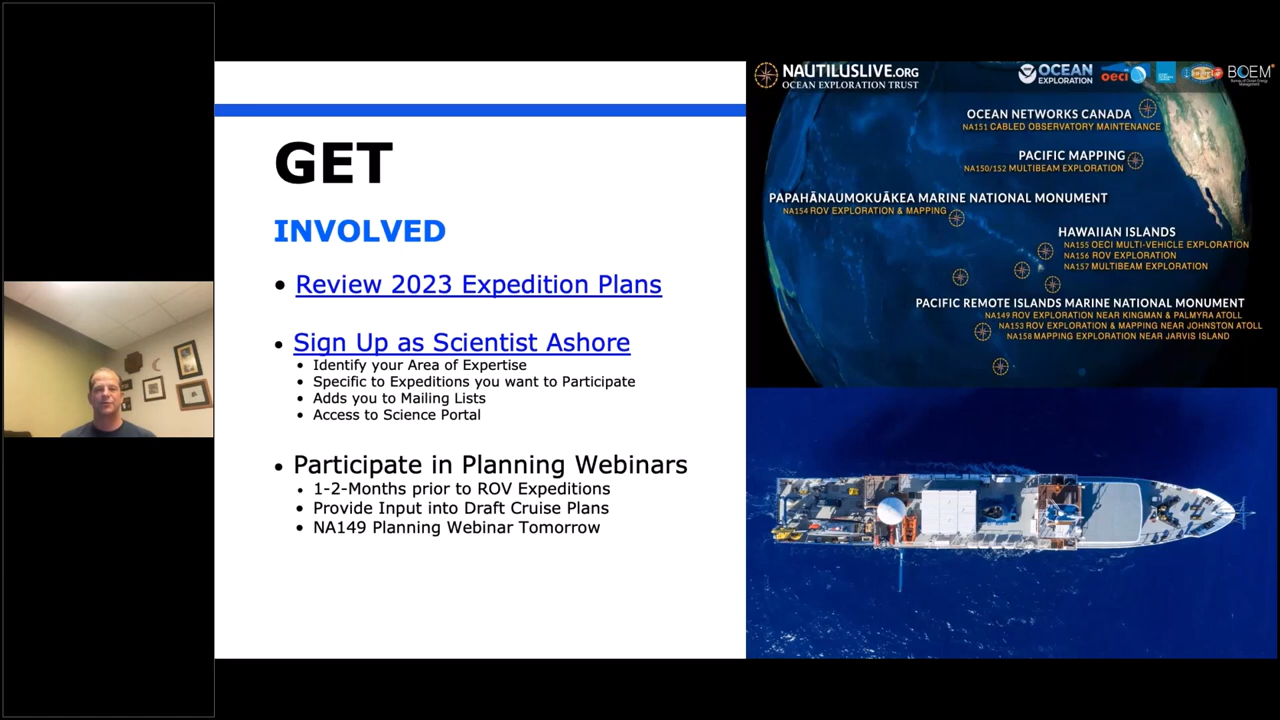 GET
INVOLVED
• Review 2023 Expedition Plans
• Sign Up as Scientist Ashore
• Identify your Area of Expertise
• Specific to Expeditions you want to Participate
• Adds you to Mailing Lists
• Access to Science Portal
• Participate in Planning Webinars
• 1-2-Months prior to ROV Expeditions
• Provide Input into Draft Cruise Plans
• NA149 Planning Webinar Tomorrow
NAUTILUSLIVE.ORG
OCEAN EXPLORATION TRUST
OCEAN
EXPLORATION
oeci
BOEM
Bureau of Ocean Energy
Management
OCEAN NETWORKS CANADA
NA151 CABLED OBSERVATORY MAINTENANCE
PACIFIC MAPPING
NA150/152 MULTIBEAM EXPLORATION
PAPAHĀNAUMOKUĀKEA MARINE NATIONAL MONUMENT
NA154 ROV EXPLORATION & MAPPING
HAWAIIAN ISLANDS
NA155 OECI MULTI-VEHICLE EXPLORATION
NA156 ROV EXPLORATION
NA157 MULTIBEAM EXPLORATION
PACIFIC REMOTE ISLANDS MARINE NATIONAL MONUMENT
NA149 ROV EXPLORATION NEAR KINGMAN & PALMYRA ATOLL
NA153 ROV EXPLORATION & MAPPING NEAR JOHNSTON ATOLL
NA158 MAPPING EXPLORATION NEAR JARVIS ISLAND